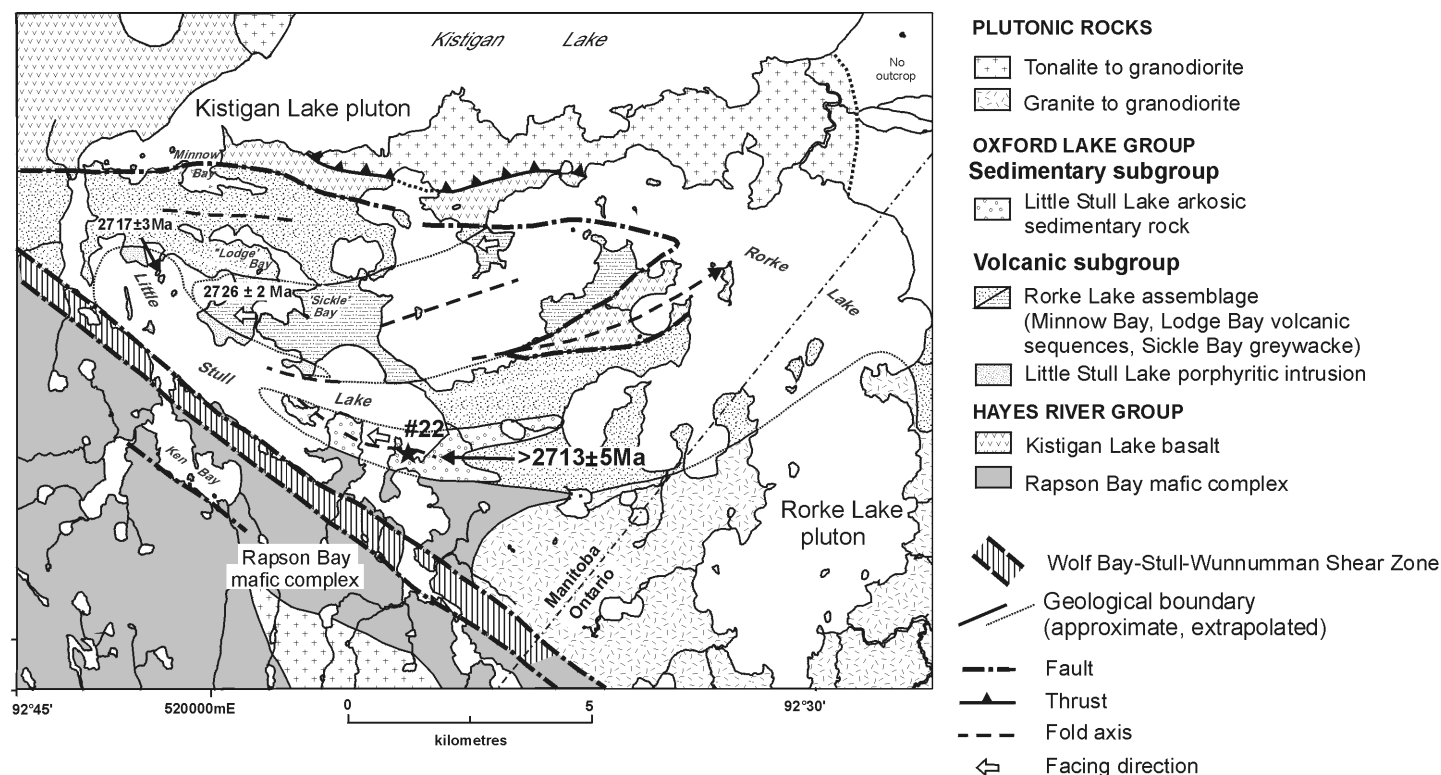 Kistigan Lake
No
outcrop
Kistigan Lake pluton
"Minnow
Bay"
2717±3Ma
"Lodge"
Bay
2726 ± 2 Ma
"Sickle"
Bay
Little
Stull
Lake
Rorke
Lake
#22
>2713±5Ma
Ken Bay
Rapson Bay
mafic complex
Rorke Lake
pluton
Manitoba
Ontario
92°45'
520000mE
92°30'
0
5
kilometres
PLUTONIC ROCKS
Tonalite to granodiorite
Granite to granodiorite
OXFORD LAKE GROUP
Sedimentary subgroup
Little Stull Lake arkosic
sedimentary rock
Volcanic subgroup
Rorke Lake assemblage
(Minnow Bay, Lodge Bay volcanic
sequences, Sickle Bay greywacke)
Little Stull Lake porphyritic intrusion
HAYES RIVER GROUP
Kistigan Lake basalt
Rapson Bay mafic complex
Wolf Bay-Stull-Wunnumman Shear Zone
Geological boundary
(approximate, extrapolated)
Fault
Thrust
Fold axis
Facing direction